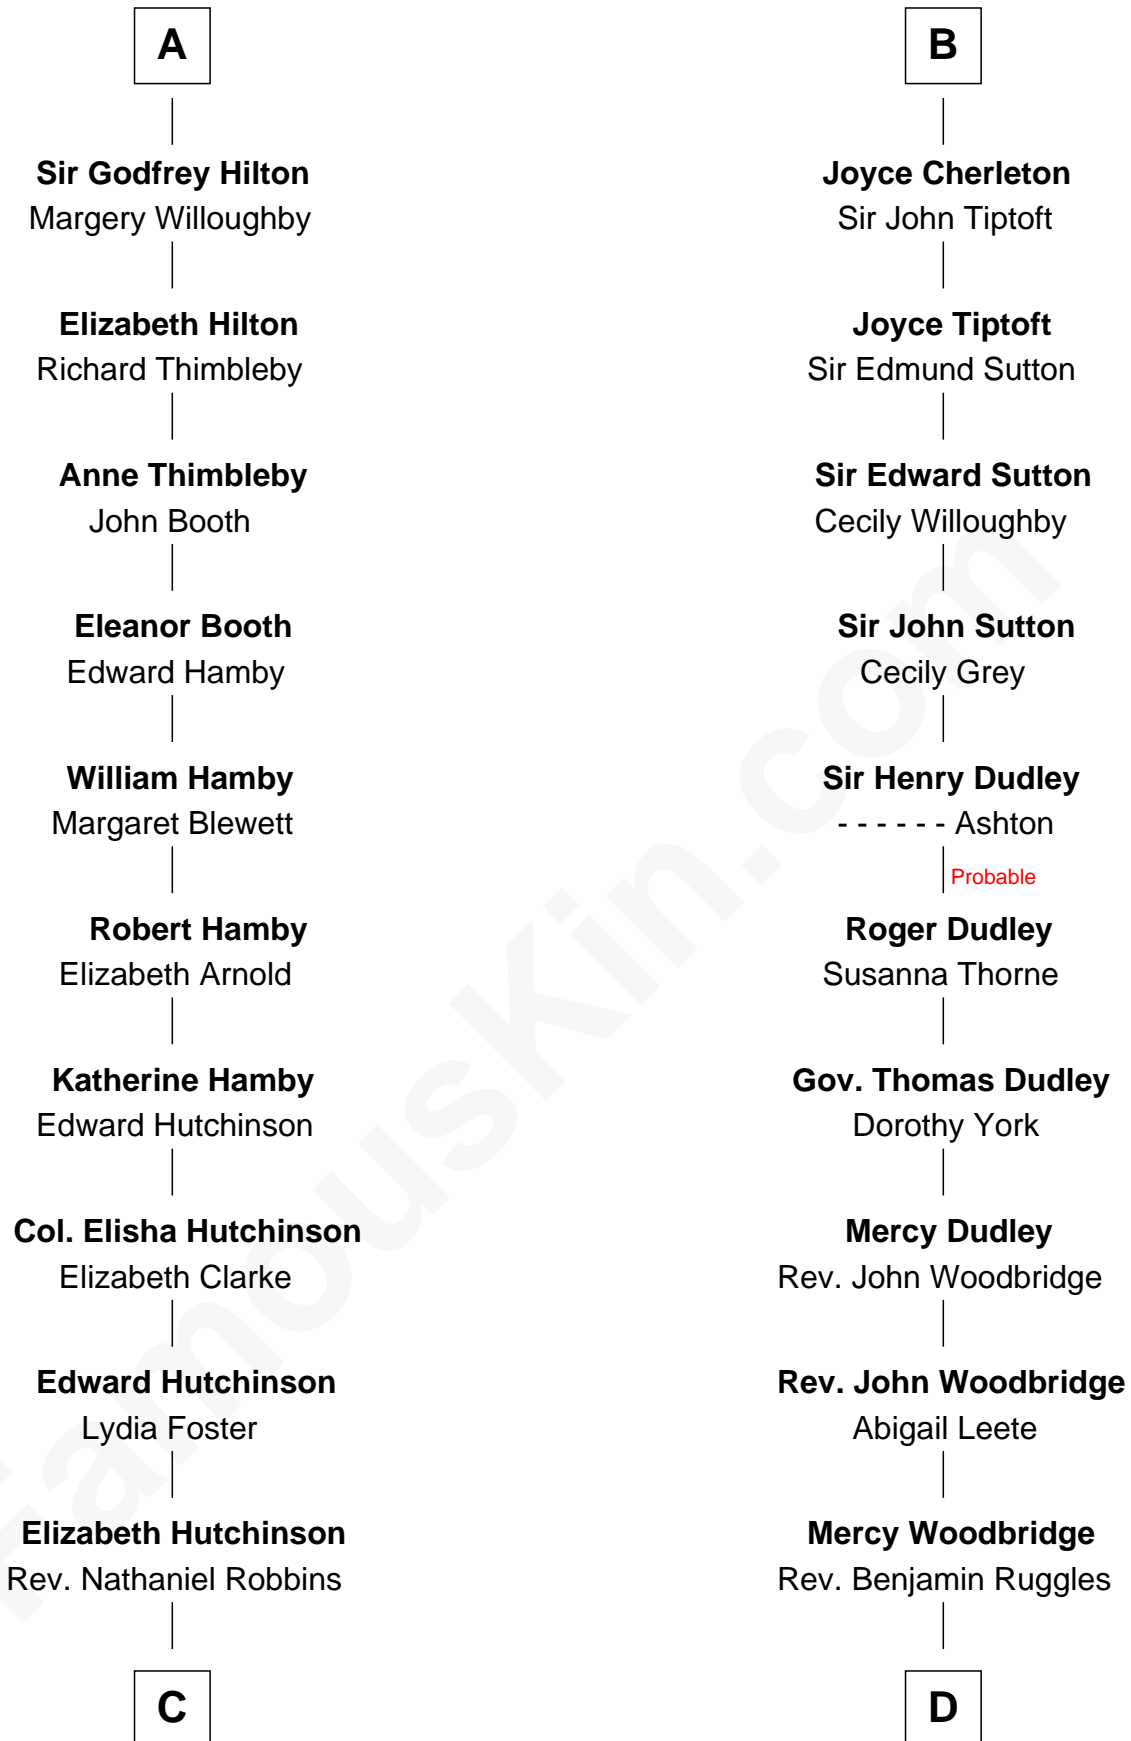 A
Sir Godfrey Hilton
Margery Willoughby
Elizabeth Hilton
Richard Thimbleby
Anne Thimbleby
John Booth
Eleanor Booth
Edward Hamby
William Hamby
Margaret Blewett
Robert Hamby
Elizabeth Arnold
Katherine Hamby
Edward Hutchinson
Col. Elisha Hutchinson
Elizabeth Clarke
Edward Hutchinson
Lydia Foster
Elizabeth Hutchinson
Rev. Nathaniel Robbins
C
B
Joyce Cherleton
Sir John Tiptoft
Joyce Tiptoft
Sir Edmund Sutton
Sir Edward Sutton
Cecily Willoughby
Sir John Sutton
Cecily Grey
Sir Henry Dudley
- - - - - - Ashton
Probable
Roger Dudley
Susanna Thorne
Gov. Thomas Dudley
Dorothy York
Mercy Dudley
Rev. John Woodbridge
Rev. John Woodbridge
Abigail Leete
Mercy Woodbridge
Rev. Benjamin Ruggles
D
FamousKin.com